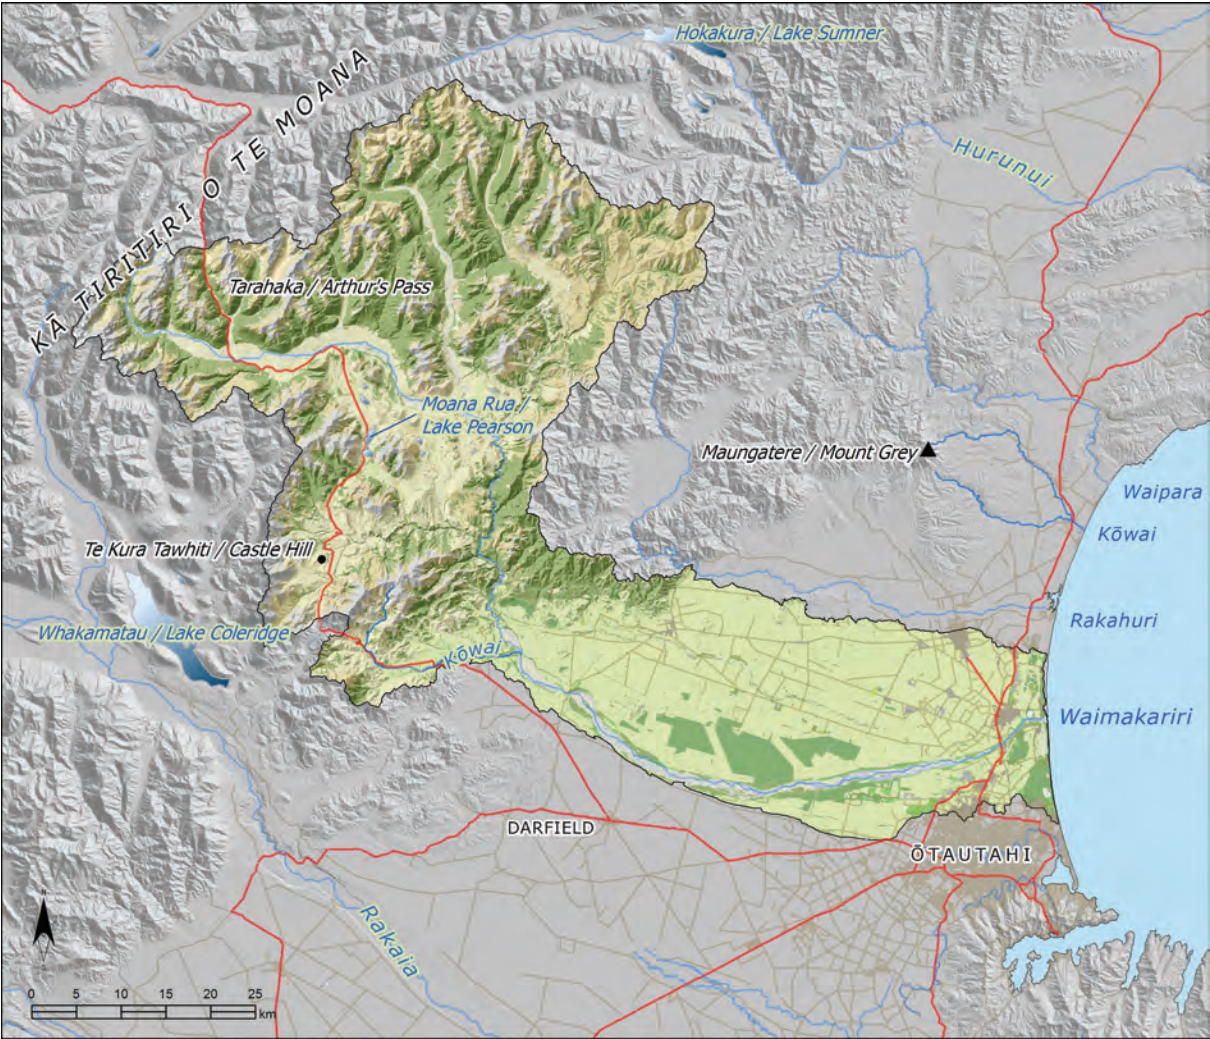 Hokakura / Lake Sumner
KĀ TIRITIRI O TE MOANA
Hurunui
Tarahaka / Arthur's Pass
Moana Rua /
Lake Pearson
Maungatere / Mount Grey
Waipara
Kōwai
Te Kura Tawhiti / Castle Hill
Rakahuri
Whakamatau / Lake Coleridge
Kōwai
Waimakariri
DARFIELD
ŌTAUTAHI
Rakaia
N
0 5 10 15 20 25
km